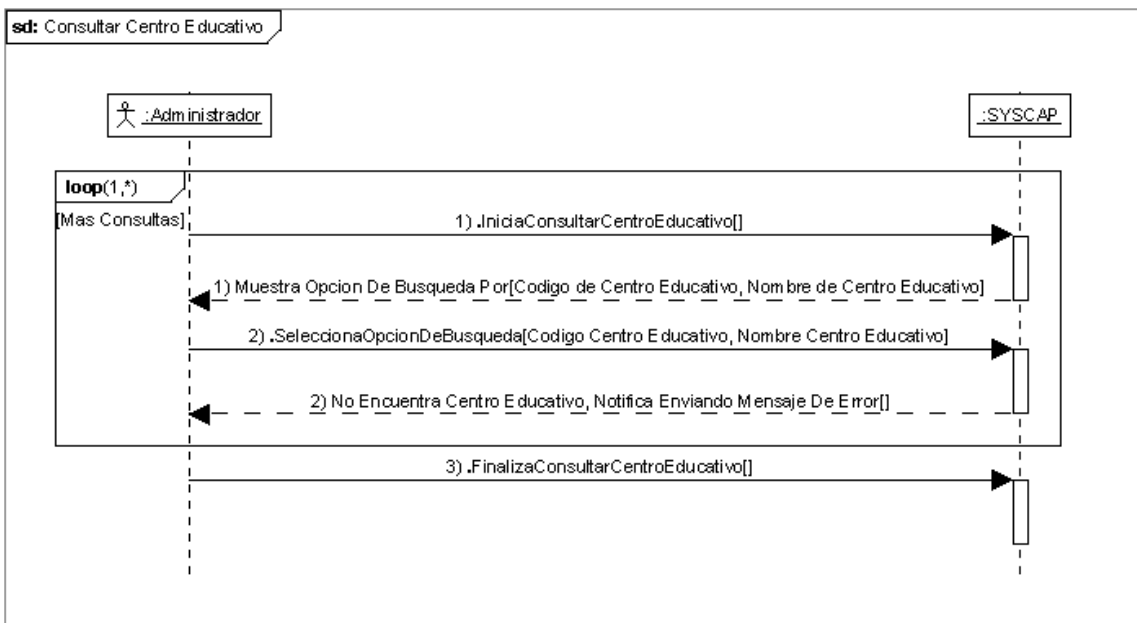 sd: Consultar Centro Educativo
:Administrador
:SYSCAP
loop(1,*)
[Mas Consultas]
1) .IniciaConsultarCentroEducativo[]
1) Muestra Opcion De Busqueda Por[Codigo de Centro Educativo, Nombre de Centro Educativo]
2) .SeleccionaOpcionDeBusqueda[Codigo Centro Educativo, Nombre Centro Educativo]
2) No Encuentra Centro Educativo, Notifica Enviando Mensaje De Error[]
3) .FinalizaConsultarCentroEducativo[]